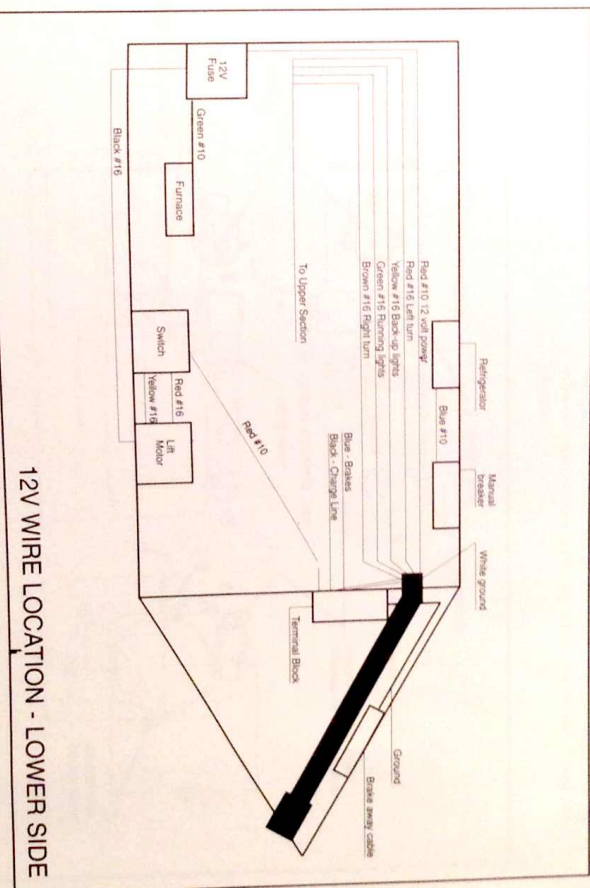 Refrigerator
Manual
breaker
White ground
Blue #10
Red #10 12 volt power
Red #16 Left turn
Yellow #16 Back-up lights
Green #16 Running lights
Brown #16 Right turn
To Upper Section
Blue - Brakes
Black - Charge Line
Terminal Block
Ground
Brake away cable
12V
Fuse
Green #10
Furnace
Black #16
Switch
Red #16
Yellow #16
Lift
Motor
Red #10
12V WIRE LOCATION - LOWER SIDE